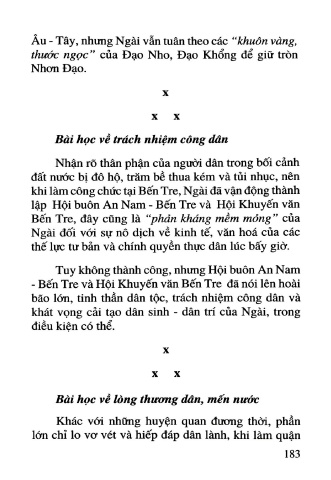 Âu - Tây, nhưng Ngài vẫn tuân theo các “khuôn vàng,
thước ngọc” của Đạo Nho, Đạo Khổng để giữ tròn
Nhơn Đạo.
x
x x
Bài học về trách nhiệm công dân
Nhận rõ thân phận của người dân trong bối cảnh
đất nước bị đô hộ, trăm bề thua kém và tủi nhục, nên
khi làm công chức tại Bến Tre, Ngài đã vận động thành
lập Hội buôn An Nam - Bến Tre và Hội Khuyến văn
Bến Tre, đây cũng là “phản kháng mềm mỏng” của
Ngài đối với sự nô dịch về kinh tế, văn hoá của các
thế lực tư bản và chính quyền thực dân lúc bấy giờ.
Tuy không thành công, nhưng Hội buôn An Nam
- Bến Tre và Hội Khuyến văn Bến Tre đã nói lên hoài
bão lớn, tinh thần dân tộc, trách nhiệm công dân và
khát vọng cải tạo dân sinh - dân trí của Ngài, trong
điều kiện có thể.
x
x x
Bài học về lòng thương dân, mến nước
Khác với những huyện quan đương thời, phần
lớn chỉ lo vơ vét và hiếp đáp dân lành, khi làm quận
183